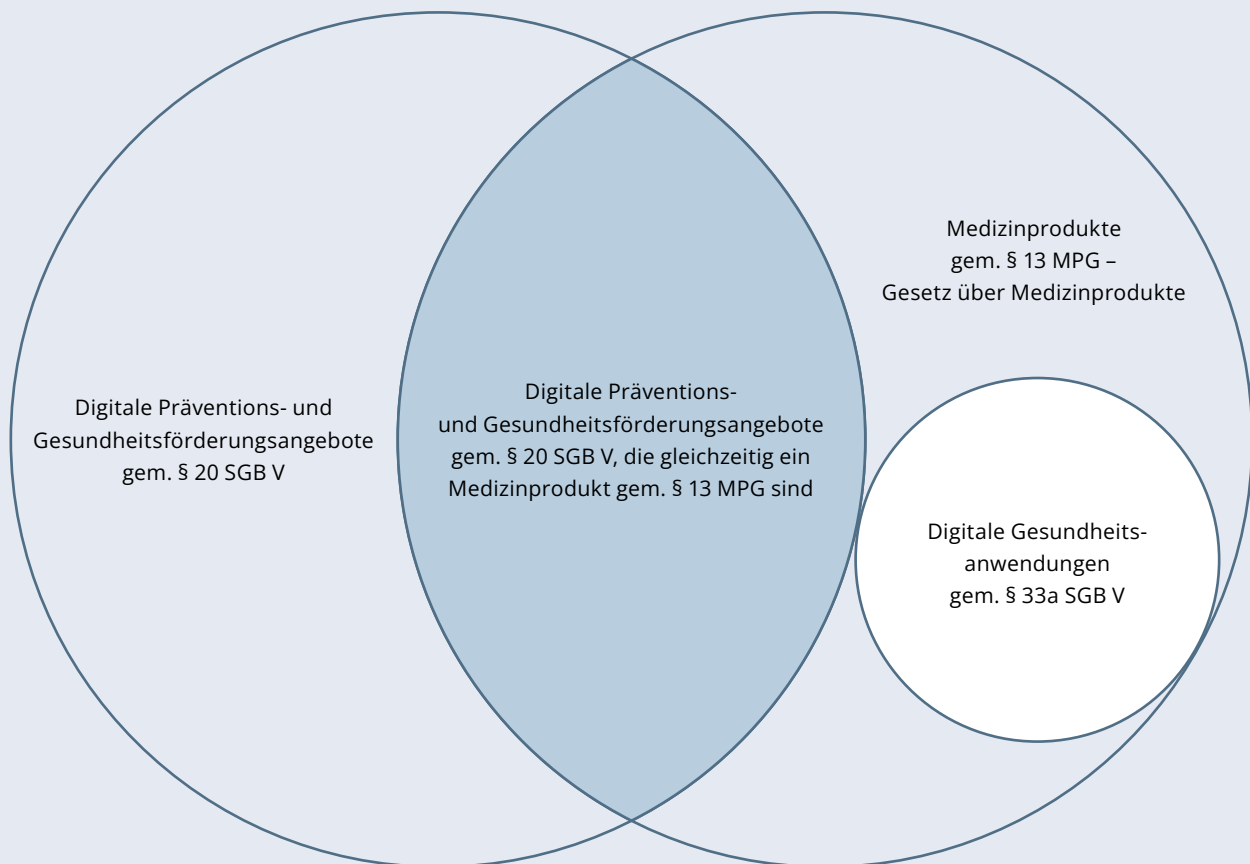 Digitale Präventions- und
Gesundheitsförderungsangebote
gem. § 20 SGB V
Digitale Präventions-
und Gesundheitsförderungsangebote
gem. § 20 SGB V, die gleichzeitig ein
Medizinprodukt gem. § 13 MPG sind
Medizinprodukte
gem. § 13 MPG –
Gesetz über Medizinprodukte
Digitale Gesundheits-
anwendungen
gem. § 33a SGB V